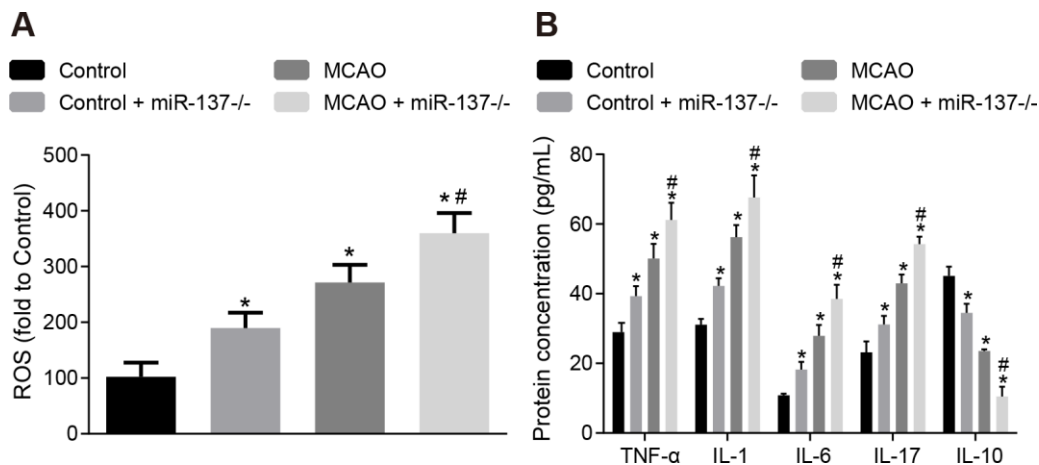 A
Control
MCAO
Control + miR-137-/-
MCAO + miR-137-/-
ROS (fold to Control)
500
400
300
200
100
0
*
*
* #
B
Control
MCAO
Control + miR-137-/-
MCAO + miR-137-/-
Protein concentration (pg/mL)
80
60
40
20
0
*
*
#
*
*
*
#
*
*
*
#
*
*
*
#
*
*
*
#
*
TNF-α IL-1 IL-6 IL-17 IL-10